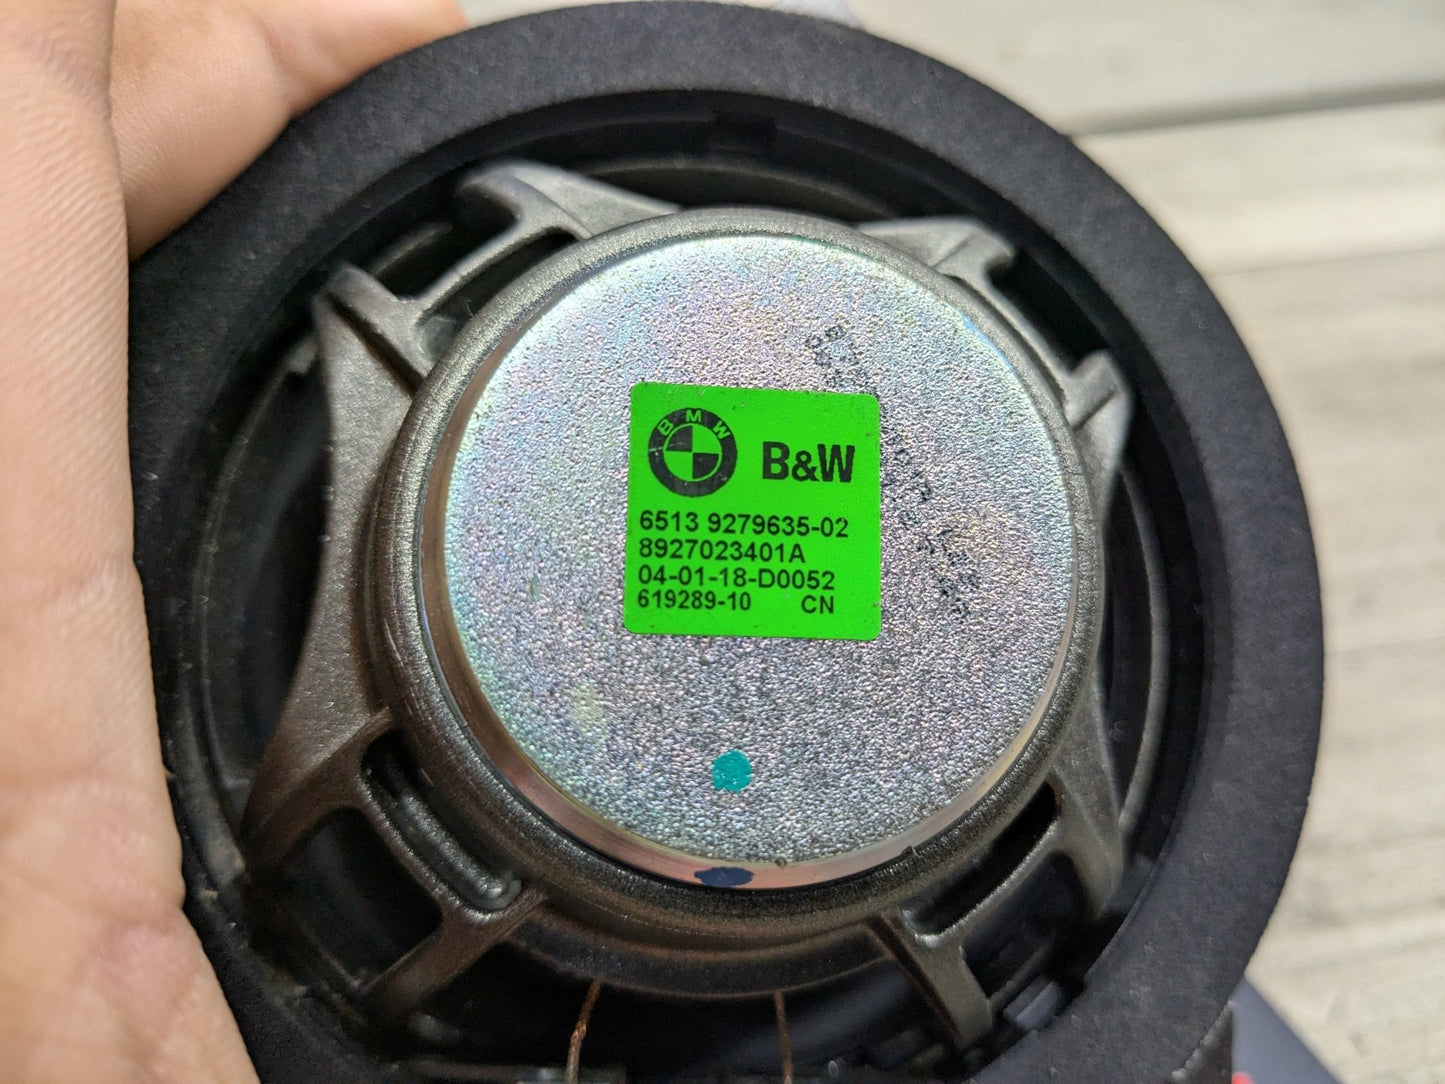 BMW B&W
6513 9279635-02
8927023401A
04-01-18-D0052
619289-10 CN